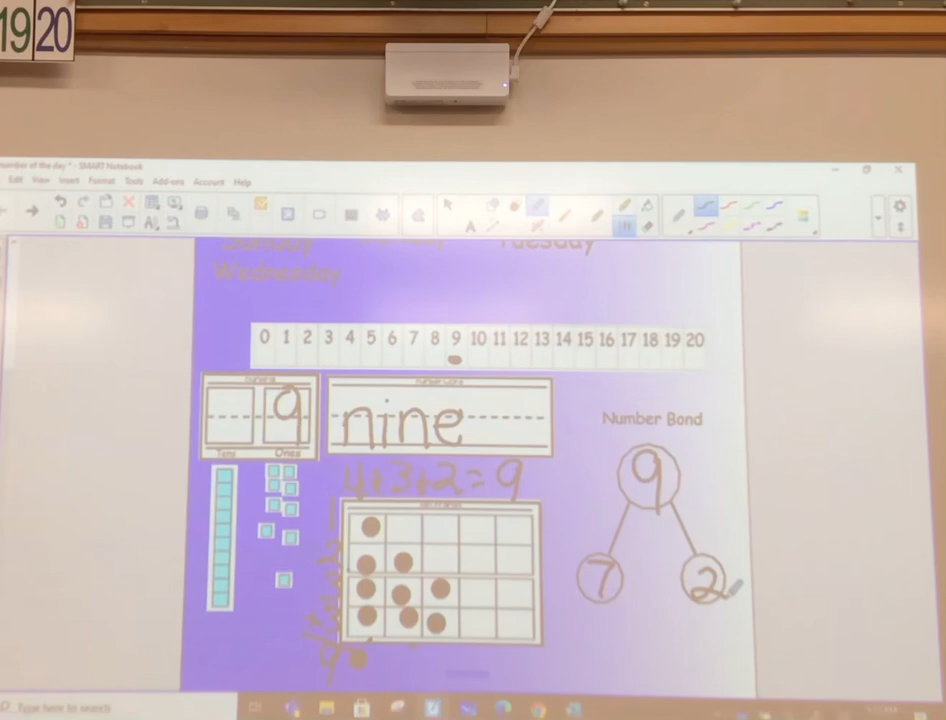 19 20
number of the day * - SMART Notebook
Edit View Insert Format Tools Add-ons Account Help
Sunday Tuesday
Wednesday
0 1 2 3 4 5 6 7 8 9 10 11 12 13 14 15 16 17 18 19 20
Number Word
9 nine
Tens Ones
Number Bond
4+3+2=9
9
7 2
Type here to search